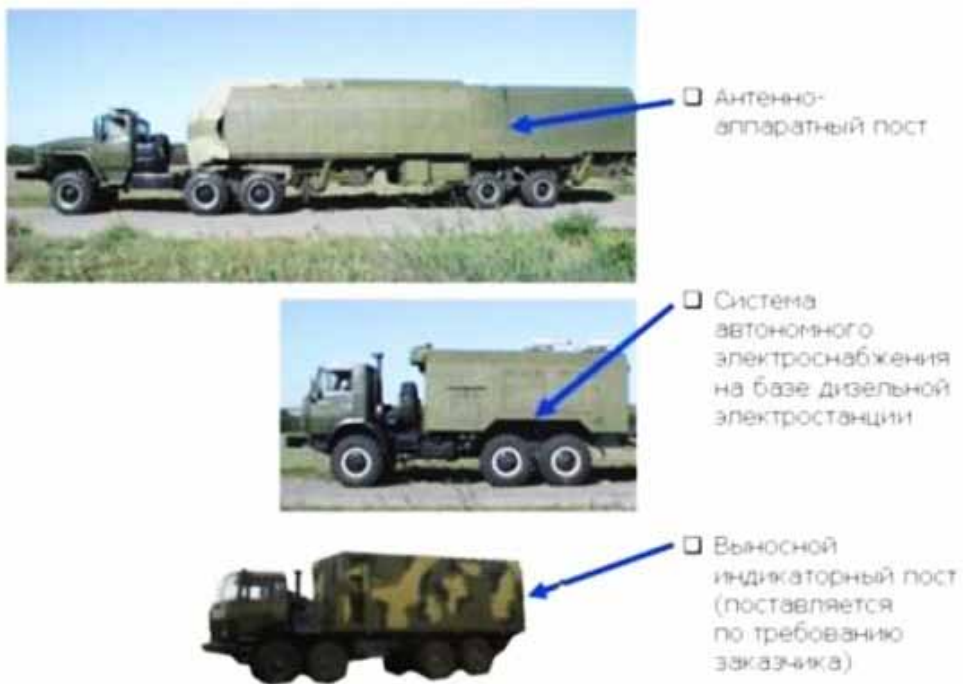 ❑ Антенно-
аппаратный пост
❑ Система
автономного
электроснабжения
на базе дизельной
электростанции
❑ Выносной
индикаторный пост
(поставляется
по требованию
заказчика)